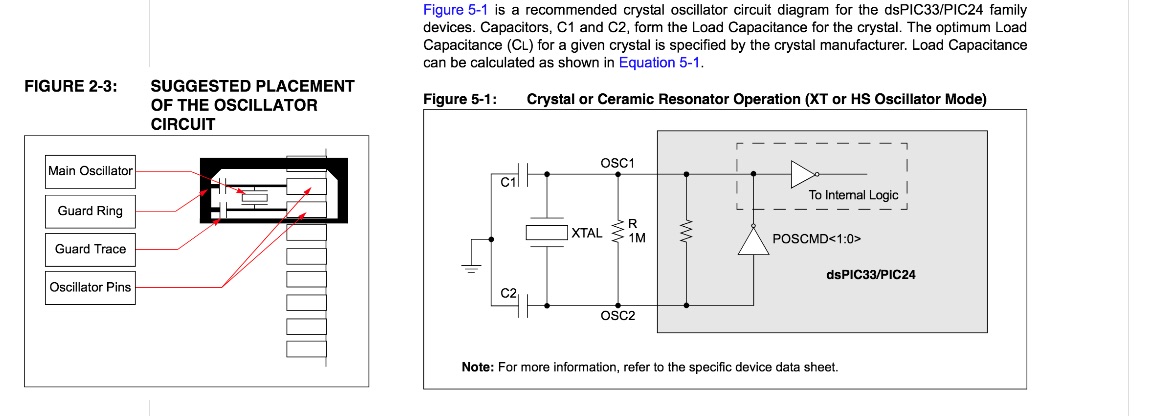 FIGURE 2-3: SUGGESTED PLACEMENT
OF THE OSCILLATOR
CIRCUIT
Main Oscillator
Guard Ring
Guard Trace
Oscillator Pins
Figure 5-1 is a recommended crystal oscillator circuit diagram for the dsPIC33/PIC24 family
devices. Capacitors, C1 and C2, form the Load Capacitance for the crystal. The optimum Load
Capacitance (CL) for a given crystal is specified by the crystal manufacturer. Load Capacitance
can be calculated as shown in Equation 5-1.
Figure 5-1: Crystal or Ceramic Resonator Operation (XT or HS Oscillator Mode)
OSC1
C1
To Internal Logic
R
XTAL
1M
POSCMD<1:0>
dsPIC33/PIC24
C2
OSC2
Note: For more information, refer to the specific device data sheet.